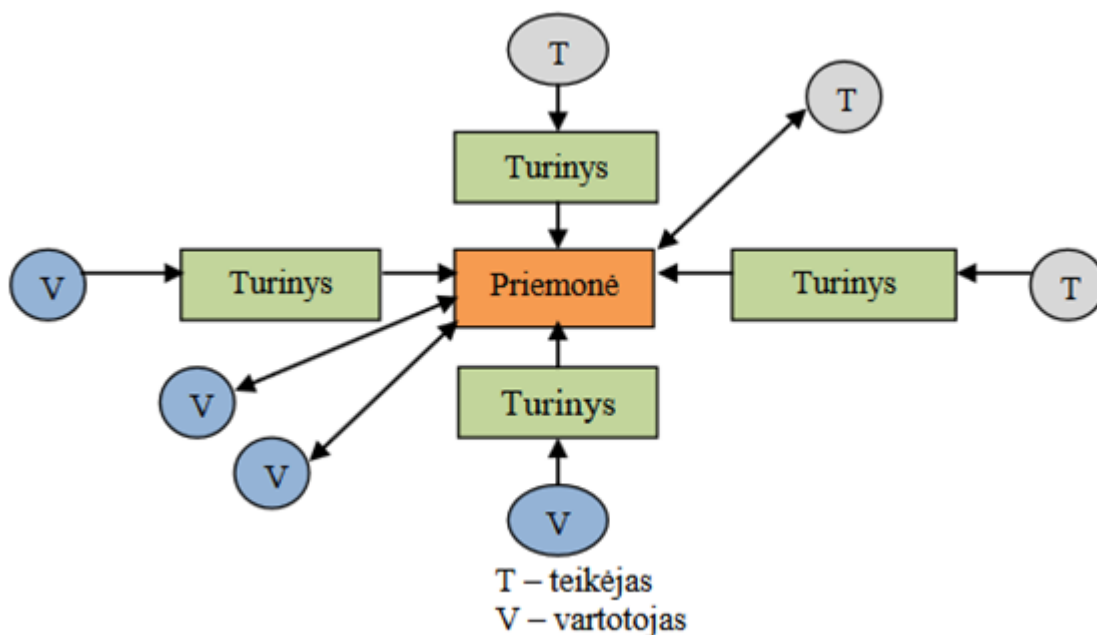 T
T
Turinys
V
Turinys
Priemonė
Turinys
T
V
Turinys
V
V
T – teikėjas
V – vartotojas